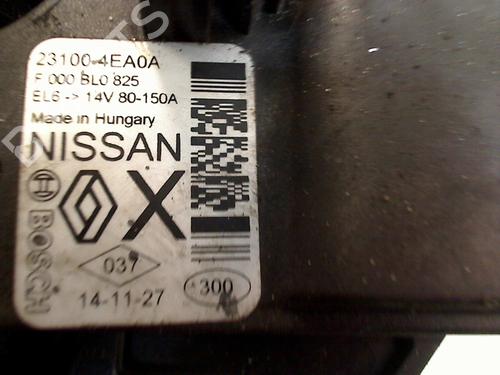 23100-4EA0A
F 000 BL0 825
EL6 -> 14V 80-150A
Made in Hungary
NISSAN
BOSCH
X
037
14-11-27
300